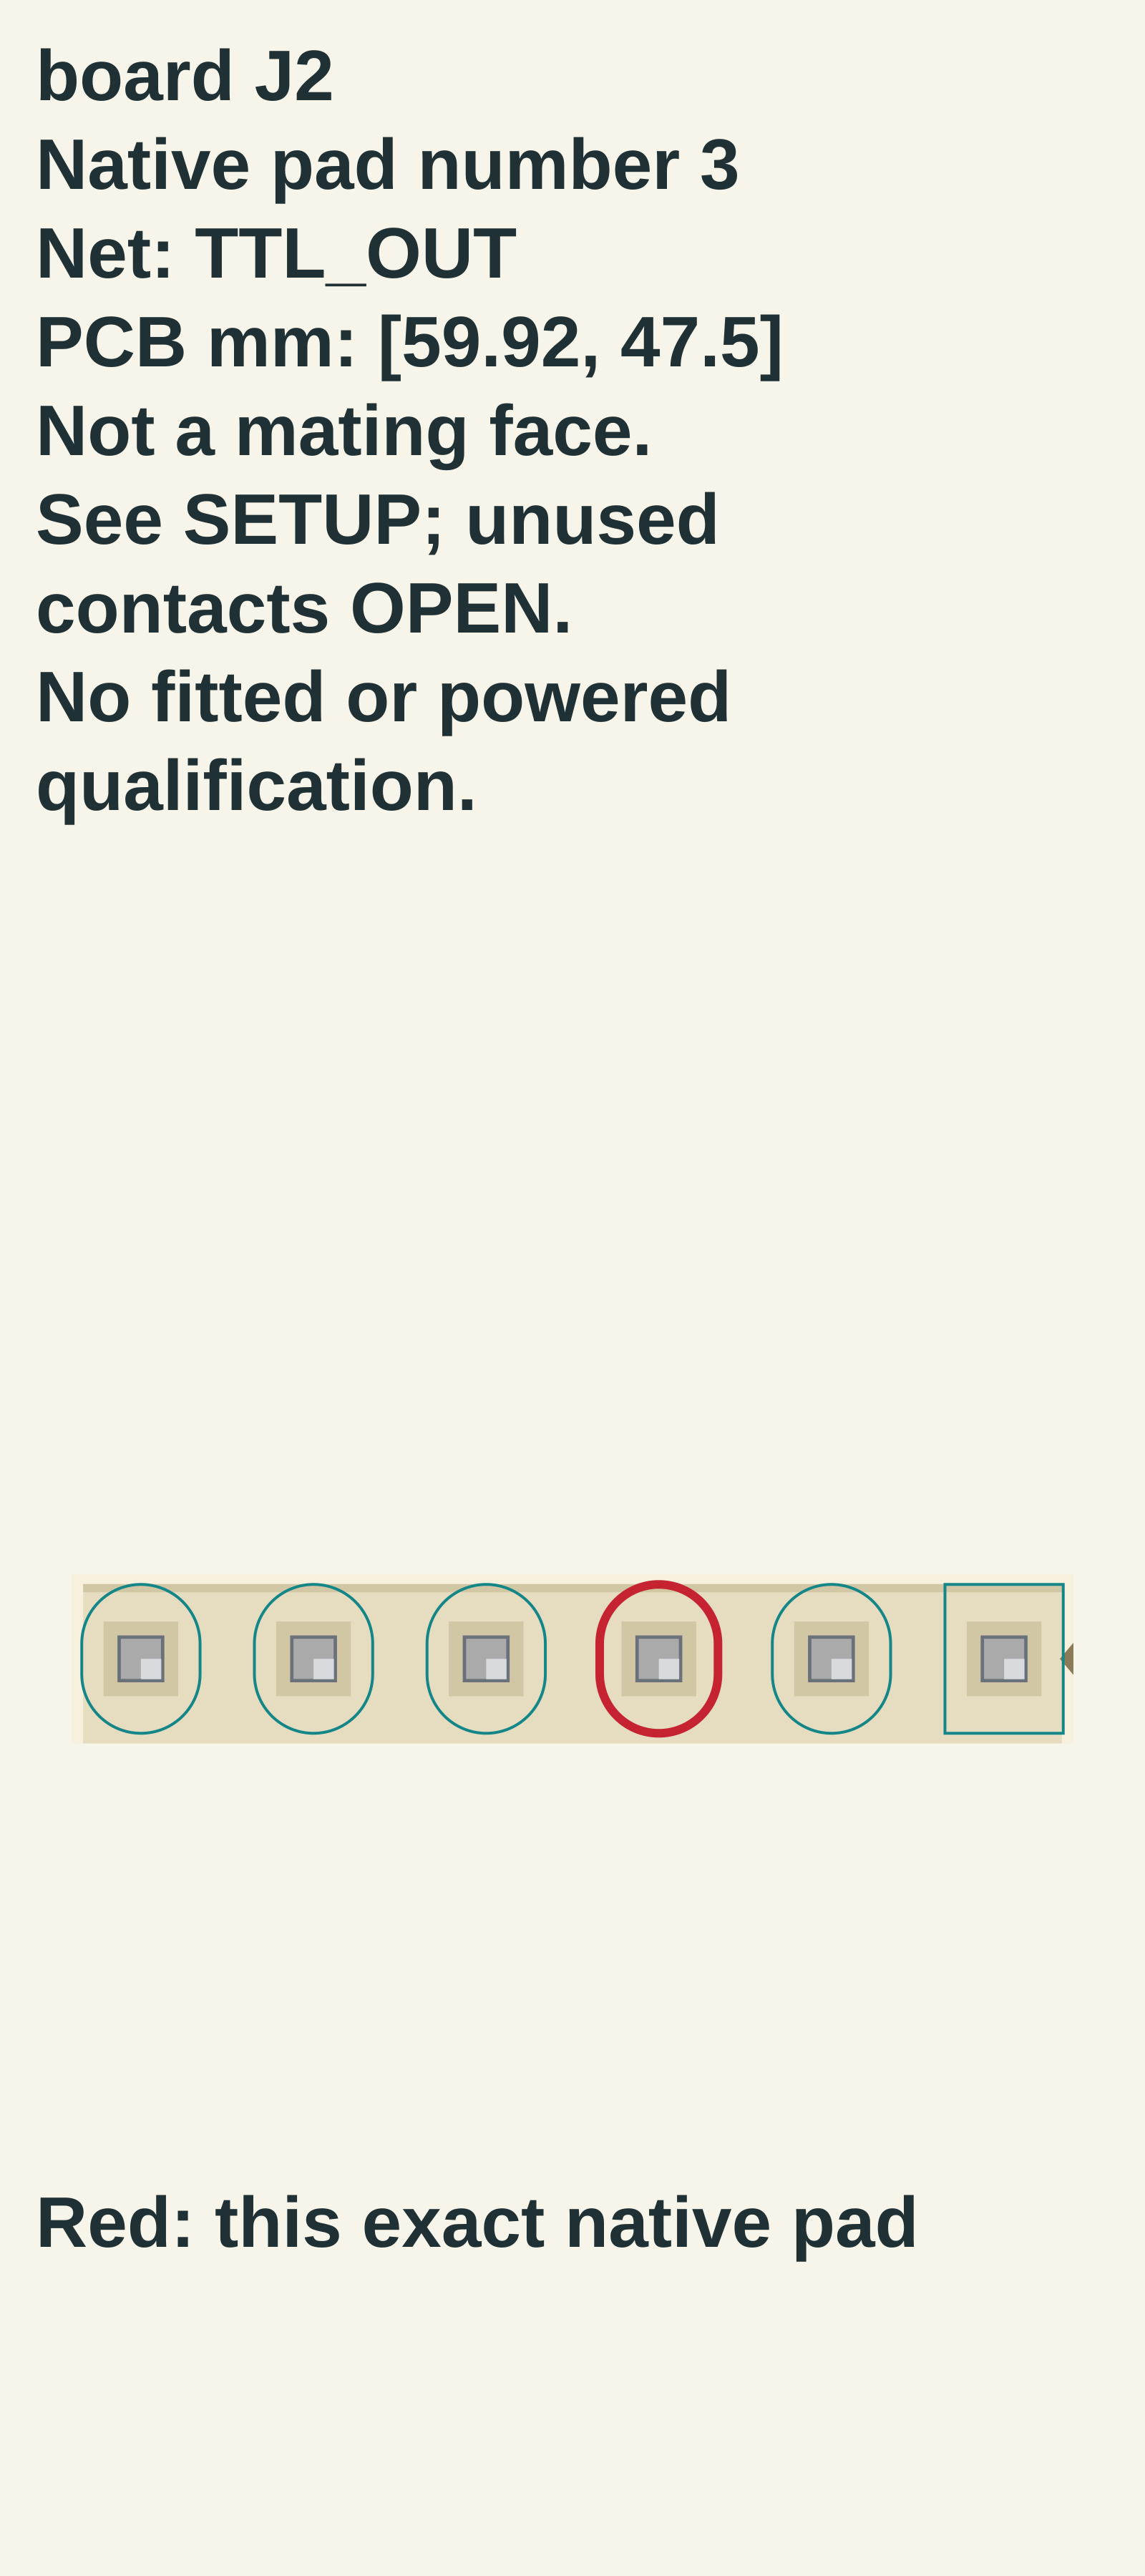 board J2
Native pad number 3
Net: TTL_OUT
PCB mm: [59.92, 47.5]
Not a mating face.
See SETUP; unused
contacts OPEN.
No fitted or powered
qualification.
Red: this exact native pad